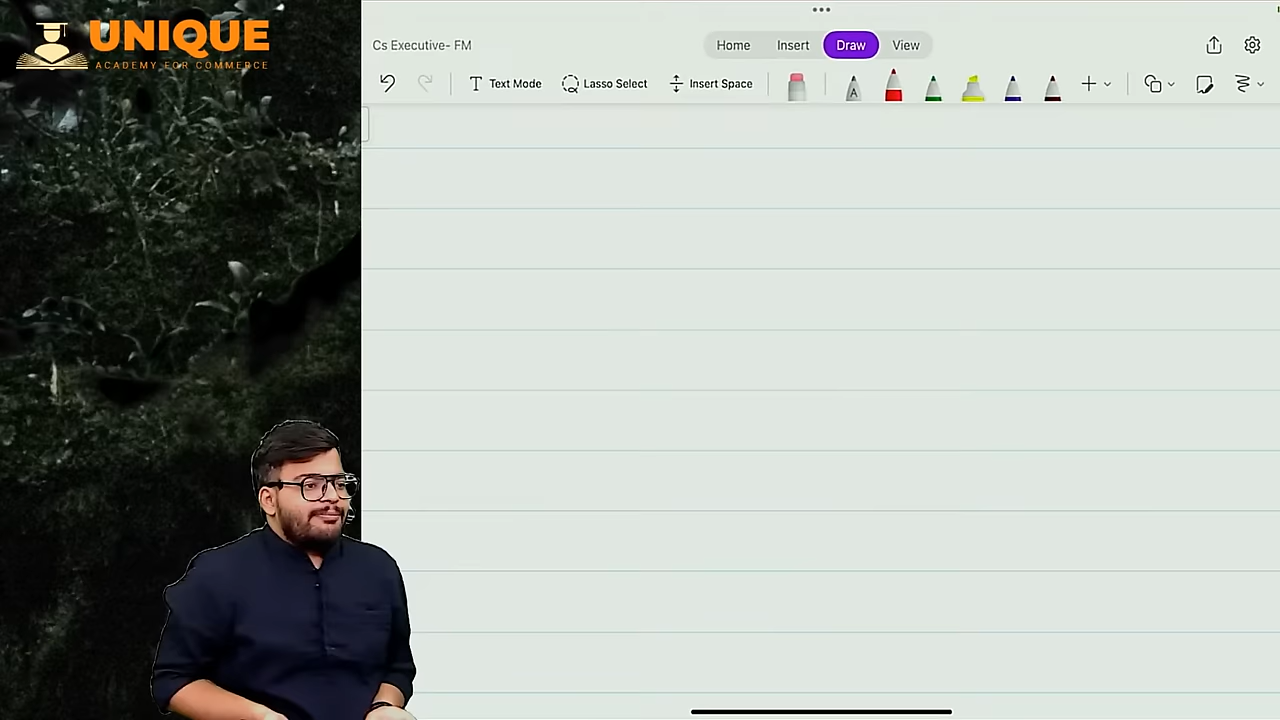 UNIQUE
ACADEMY FOR COMMERCE
Cs Executive- FM
Home Insert Draw View
Text Mode Lasso Select Insert Space
A